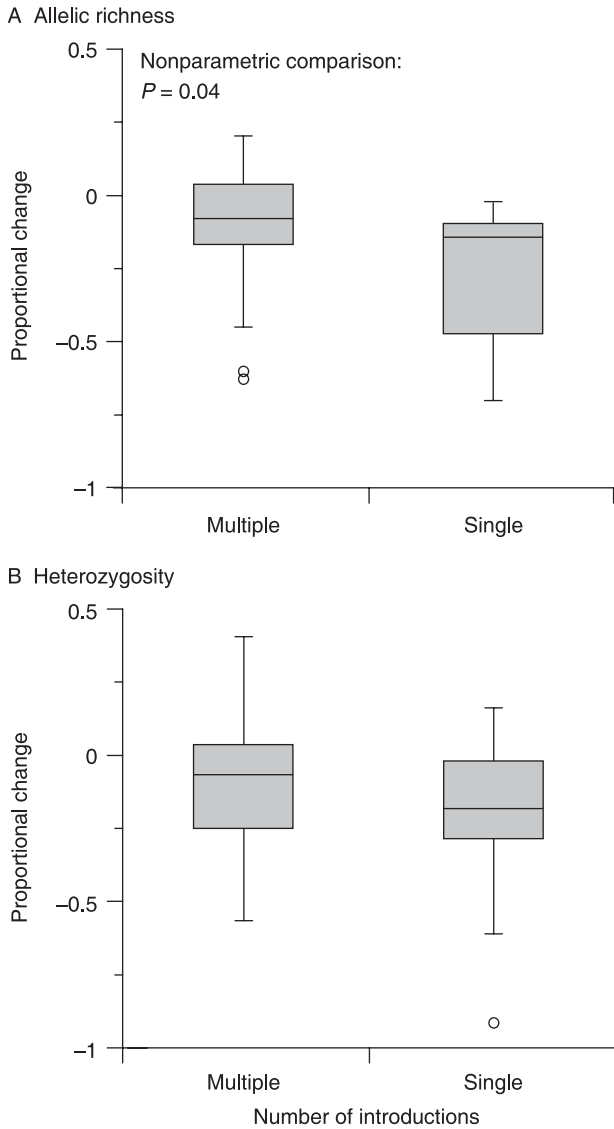 A Allelic richness
Nonparametric comparison:
P = 0.04
0.5
0
–0.5
–1
Proportional change
Multiple
Single
B Heterozygosity
0.5
0
–0.5
–1
Proportional change
Multiple
Single
Number of introductions